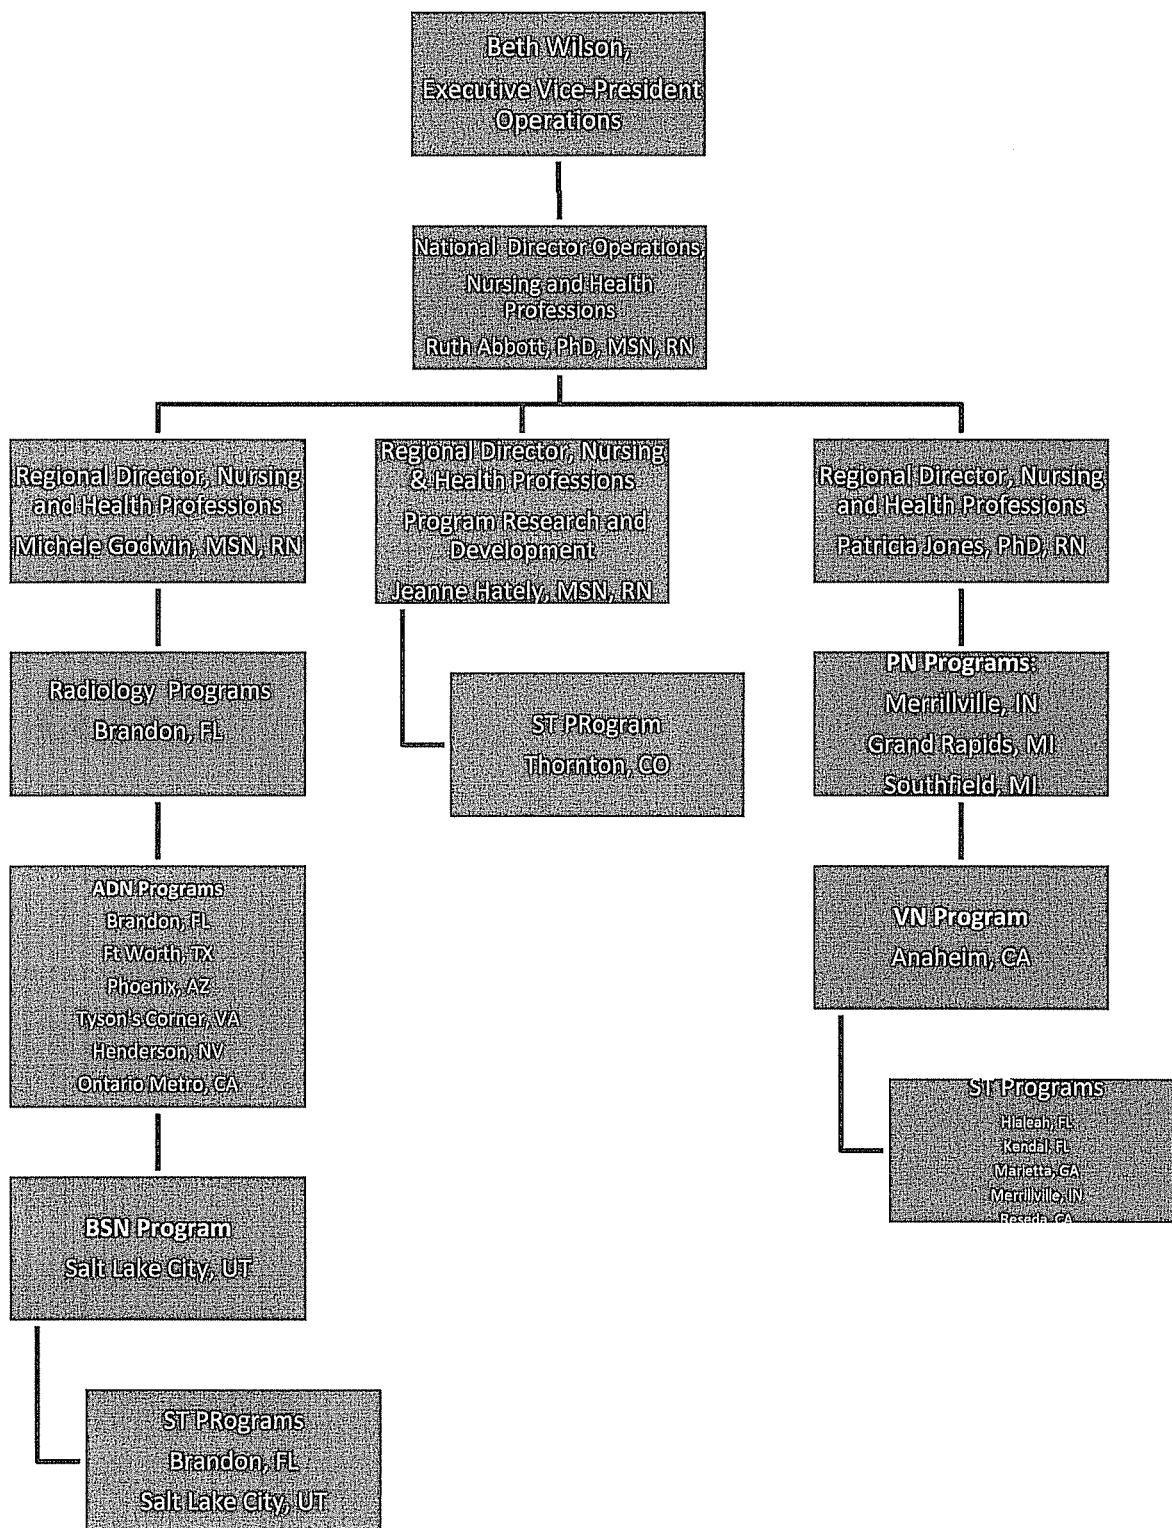 Beth Wilson,
Executive Vice-President
Operations
National Director Operations,
Nursing and Health
Professions
Ruth Abbott, PhD, MSN, RN
Regional Director, Nursing
and Health Professions
Michele Godwin, MSN, RN
Regional Director, Nursing
& Health Professions
Program Research and
Development
Jeanne Hately, MSN, RN
Regional Director, Nursing
and Health Professions
Patricia Jones, PhD, RN
Radiology Programs
Brandon, FL
ST PRogram
Thornton, CO
PN Programs:
Merrillville, IN
Grand Rapids, MI
Southfield, MI
ADN Programs
Brandon, FL
Ft Worth, TX
Phoenix, AZ
Tyson's Corner, VA
Henderson, NV
Ontario Metro, CA
VN Program
Anaheim, CA
ST Programs
Hialeah, FL
Kendal, FL
Marietta, GA
Merrillville, IN
Reseda, CA
BSN Program
Salt Lake City, UT
ST PRograms
Brandon, FL
Salt Lake City, UT